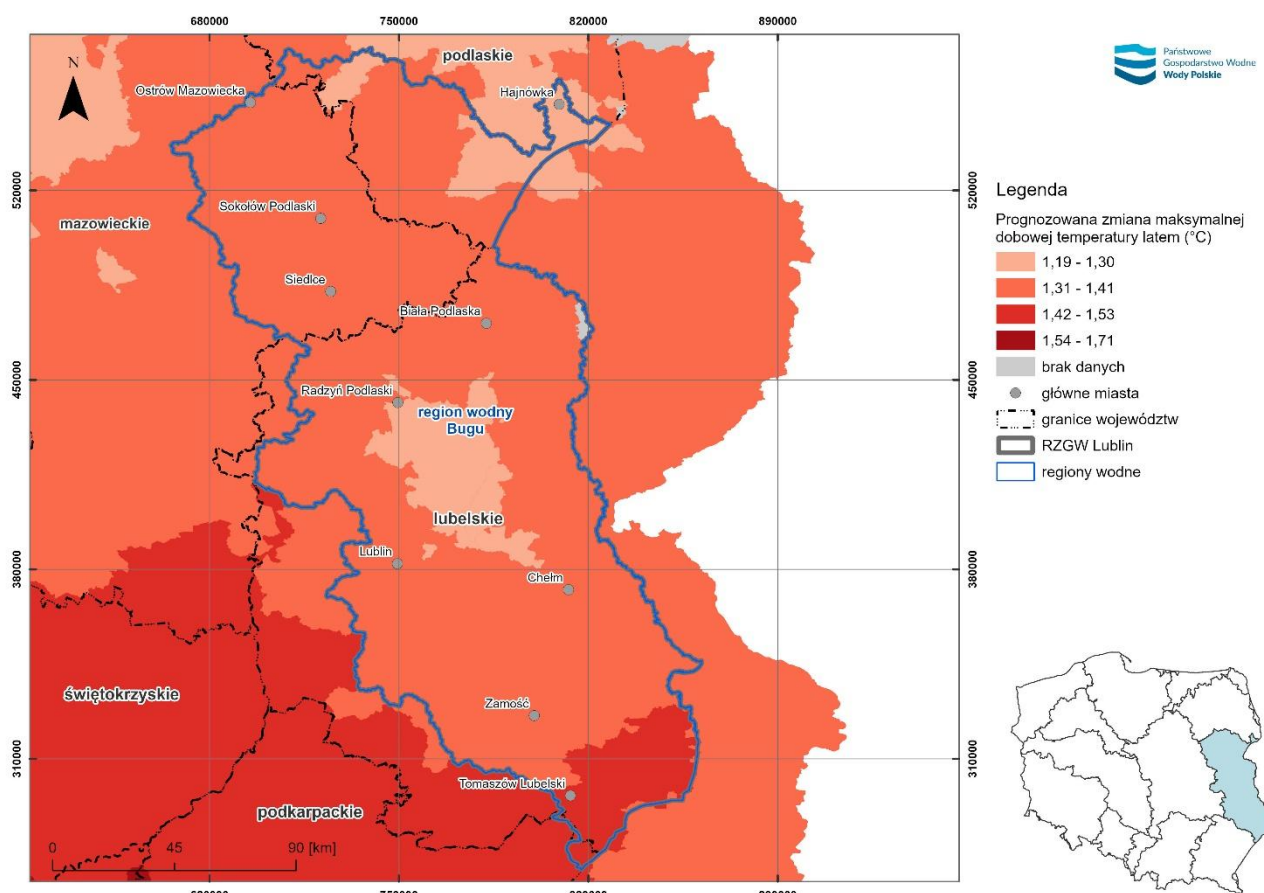 680000
750000
820000
890000
podlaskie
N
Ostrów Mazowiecka
Hajnówka
Państwowe
Gospodarstwo Wodne
Wody Polskie
520000
520000
Sokołów Podlaski
mazowieckie
Siedlce
Biała Podlaska
450000
450000
Radzyń Podlaski
region wodny
Bugu
lubelskie
Lublin
Chełm
380000
380000
świętokrzyskie
Zamość
310000
310000
Tomaszów Lubelski
podkarpackie
0
45
90 [km]
680000
750000
820000
890000
Legenda
Prognozowana zmiana maksymalnej
dobowej temperatury latem (°C)
1,19 - 1,30
1,31 - 1,41
1,42 - 1,53
1,54 - 1,71
brak danych
główne miasta
granice województw
RZGW Lublin
regiony wodne